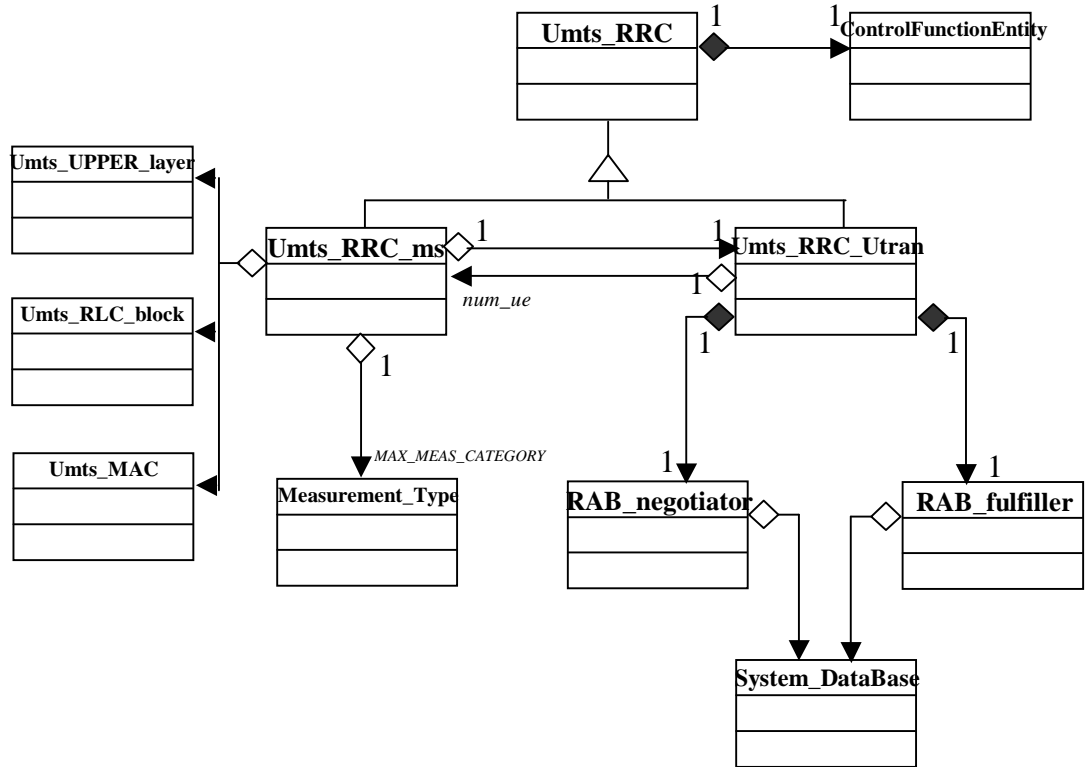 1
1
Umts_RRC
ControlFunctionEntity
Umts_UPPER_layer
Umts_RRC_ms
1
1
Umts_RRC_Utran
1
num_ue
Umts_RLC_block
1
1
1
MAX_MEAS_CATEGORY
1
1
Umts_MAC
Measurement_Type
RAB_negotiator
RAB_fulfiller
System_DataBase